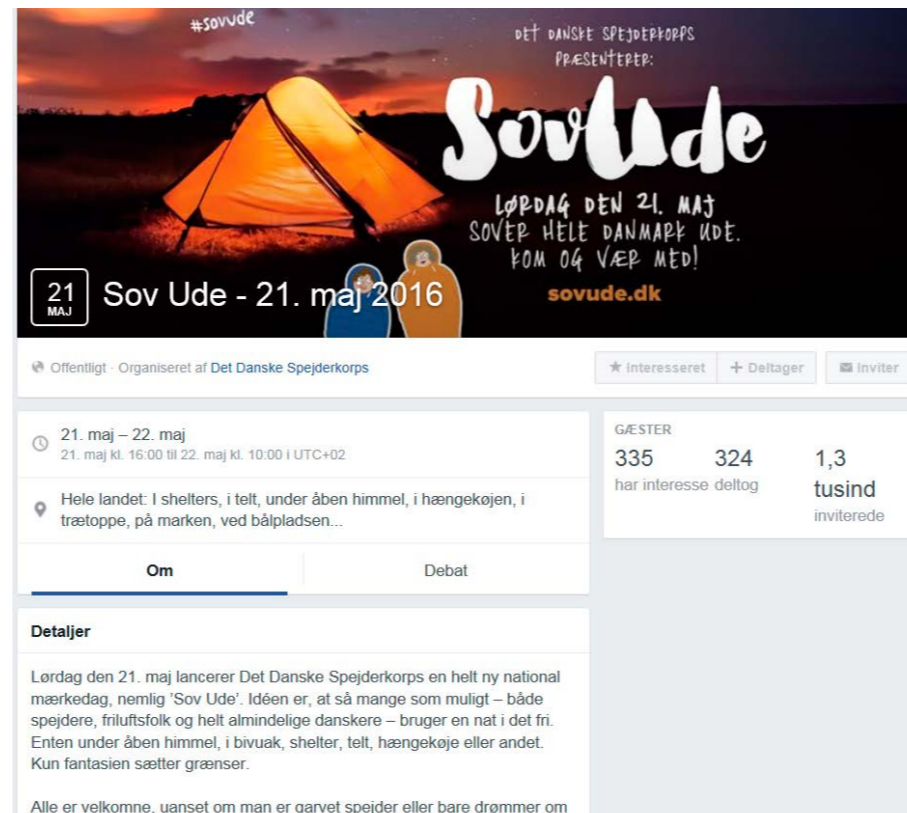 #sovude
DET DANSKE SPEJDERKORPS
PRÆSENTERER:
SovUde
LØRDAG DEN 21. MAJ
SOVER HELE DANMARK UDE.
KOM OG VÆR MED!
sovude.dk
21
MAJ
Sov Ude - 21. maj 2016
Offentligt · Organiseret af Det Danske Spejderkorps
Interesseret
Deltager
Inviter
21. maj – 22. maj
21. maj kl. 16:00 til 22. maj kl. 10:00 i UTC+02
Hele landet: I shelters, i telt, under åben himmel, i hængekøjen, i
trætoppe, på marken, ved bålpladsen...
Om
Debat
GÆSTER
335 324 1,3
har interesse deltog tusind
inviterede
Detaljer
Lørdag den 21. maj lancerer Det Danske Spejderkorps en helt ny national
mærkedag, nemlig 'Sov Ude'. Idéen er, at så mange som muligt – både
spejdere, friluftsfolk og helt almindelige danskere – bruger en nat i det fri.
Enten under åben himmel, i bivuak, shelter, telt, hængekøje eller andet.
Kun fantasien sætter grænser.
Alle er velkomne, uanset om man er garvet spejder eller bare drømmer om